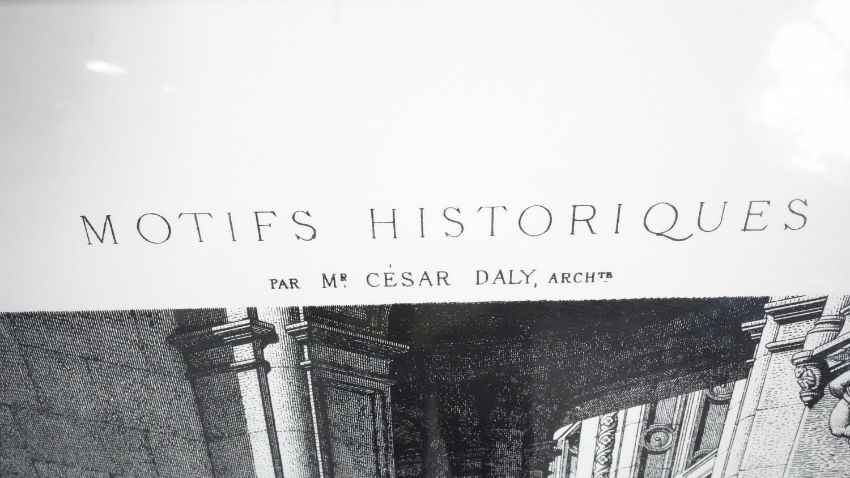 MOTIFS HISTORIQUES
PAR MR. CÉSAR DALY, ARCHTE